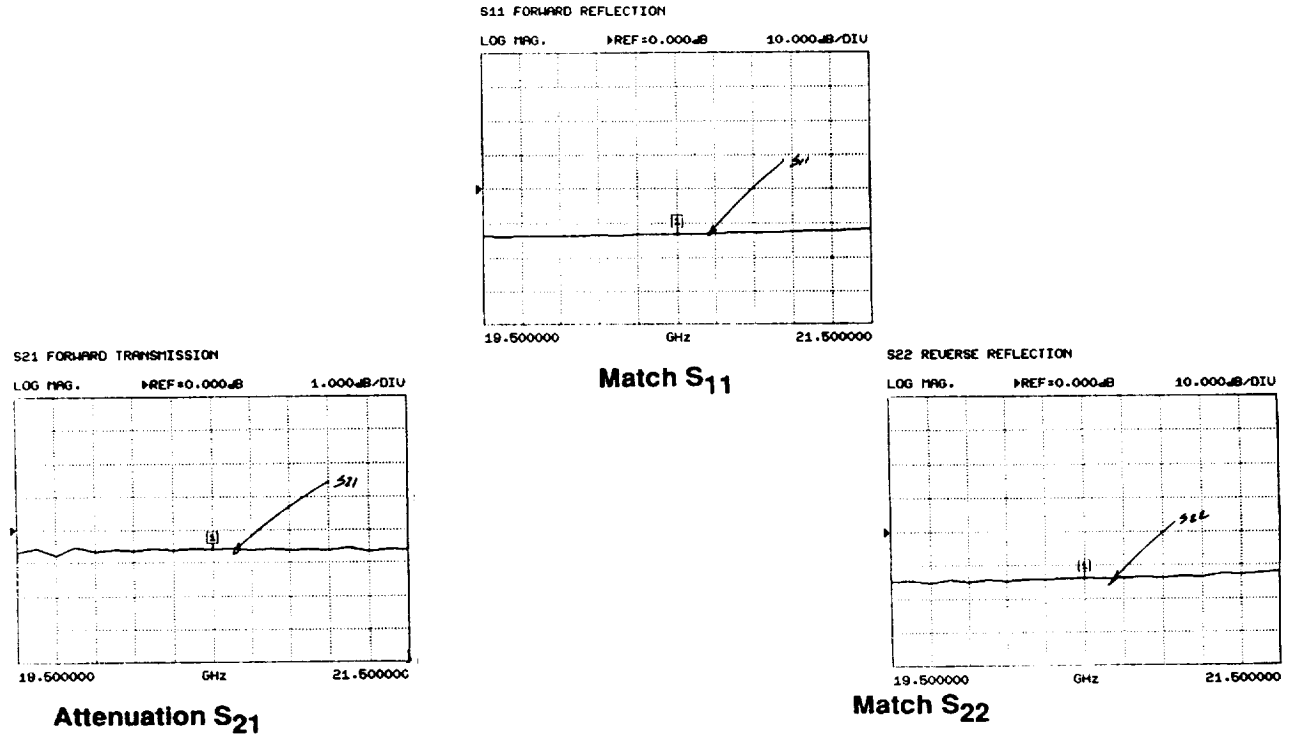 S11 FORWARD REFLECTION
LOG MAG. ▶REF=0.000dB 10.000dB/DIV
S11
1
19.500000 GHz 21.500000
Match S11
S21 FORWARD TRANSMISSION
LOG MAG. ▶REF=0.000dB 1.000dB/DIV
S21
1
19.500000 GHz 21.500000
Attenuation S21
S22 REVERSE REFLECTION
LOG MAG. ▶REF=0.000dB 10.000dB/DIV
S22
1
19.500000 GHz 21.500000
Match S22